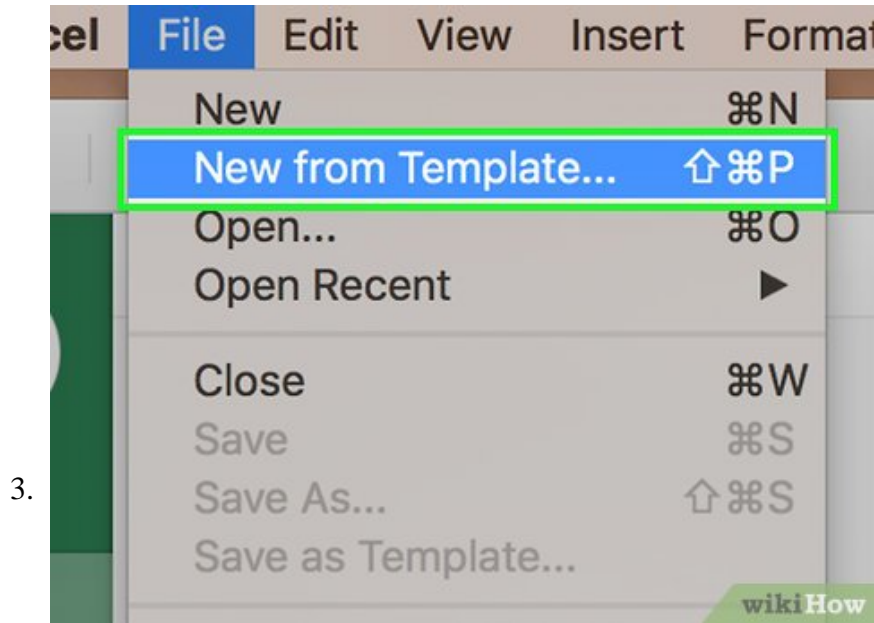 cel File Edit View Insert Format
New ⌘N
New from Template... ⇧⌘P
Open... ⌘O
Open Recent ▶
Close ⌘W
Save ⌘S
3.
Save As... ⇧⌘S
Save as Template...
wikiHow